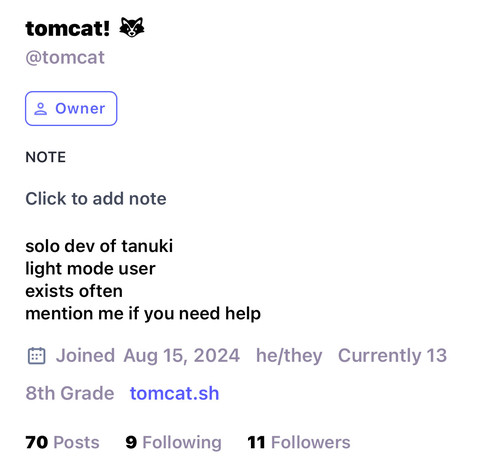 tomcat! 🦝
@tomcat
Owner
NOTE
Click to add note
solo dev of tanuki
light mode user
exists often
mention me if you need help
Joined Aug 15, 2024 he/they Currently 13
8th Grade tomcat.sh
70 Posts 9 Following 11 Followers